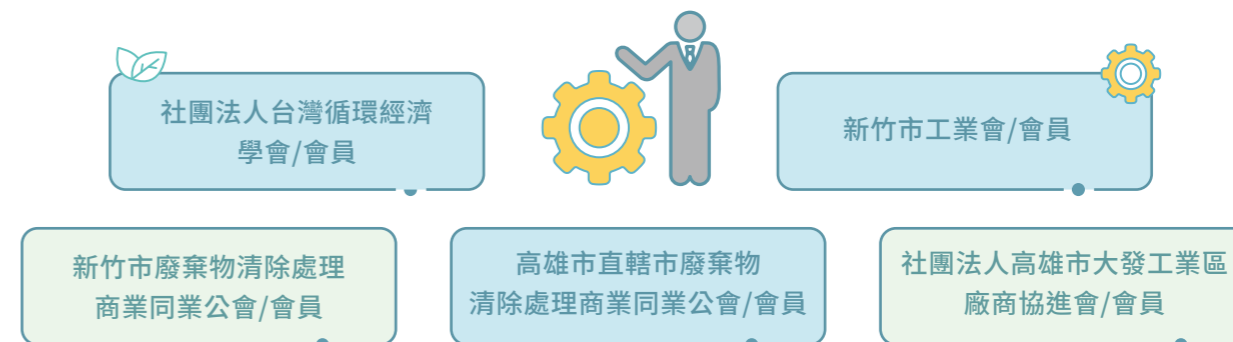 社團法人台灣循環經濟
學會/會員
新竹市工業會/會員
新竹市廢棄物清除處理
商業同業公會/會員
高雄市直轄市廢棄物
清除處理商業同業公會/會員
社團法人高雄市大發工業區
廠商協進會/會員